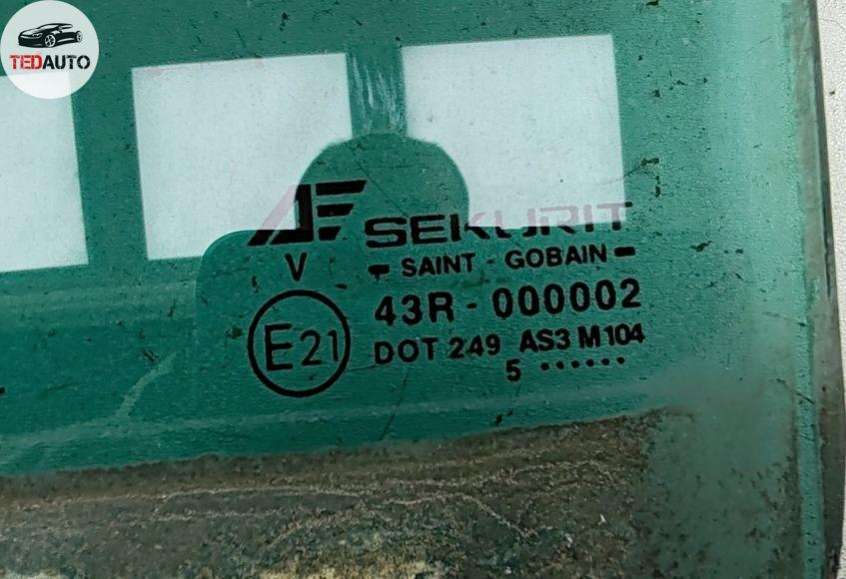 TEDAUTO
SEKURIT
V
SAINT - GOBAIN
43R - 000002
E21
DOT 249 AS3 M104
5 ......